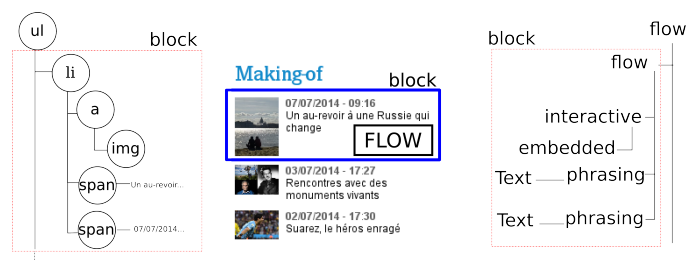 ul
block
li
a
img
span
Un au-revoir...
span
07/07/2014...
Making-of
block
07/07/2014 - 09:16
Un au-revoir à une Russie qui
change
FLOW
03/07/2014 - 17:27
Rencontres avec des
monuments vivants
02/07/2014 - 17:30
Suarez, le héros enragé
flow
block
flow
interactive
embedded
Text phrasing
Text phrasing